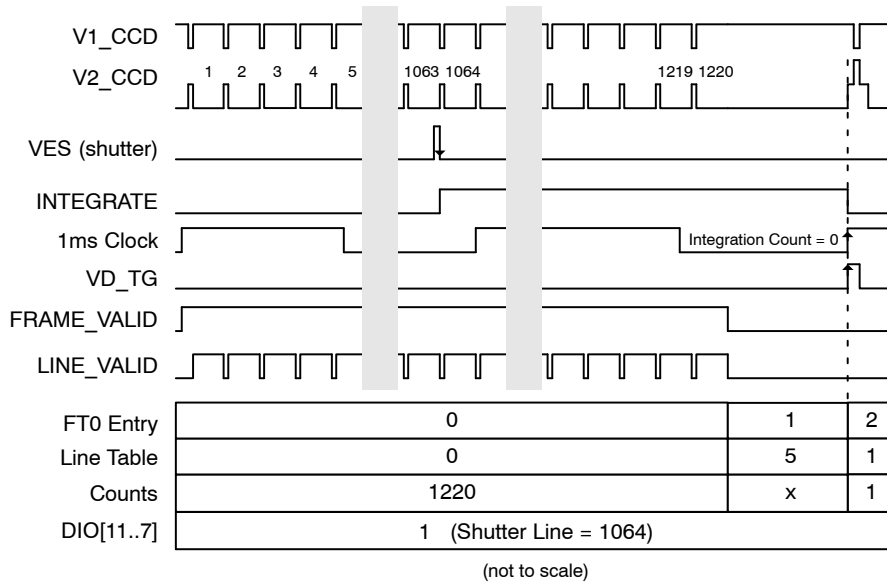 V1_CCD
V2_CCD 1 2 3 4 5 1063 1064 1219 1220
VES (shutter)
INTEGRATE
1ms Clock Integration Count = 0
VD_TG
FRAME_VALID
LINE_VALID
FT0 Entry 0 1 2
Line Table 0 5 1
Counts 1220 x 1
DIO[11..7] 1 (Shutter Line = 1064)
(not to scale)